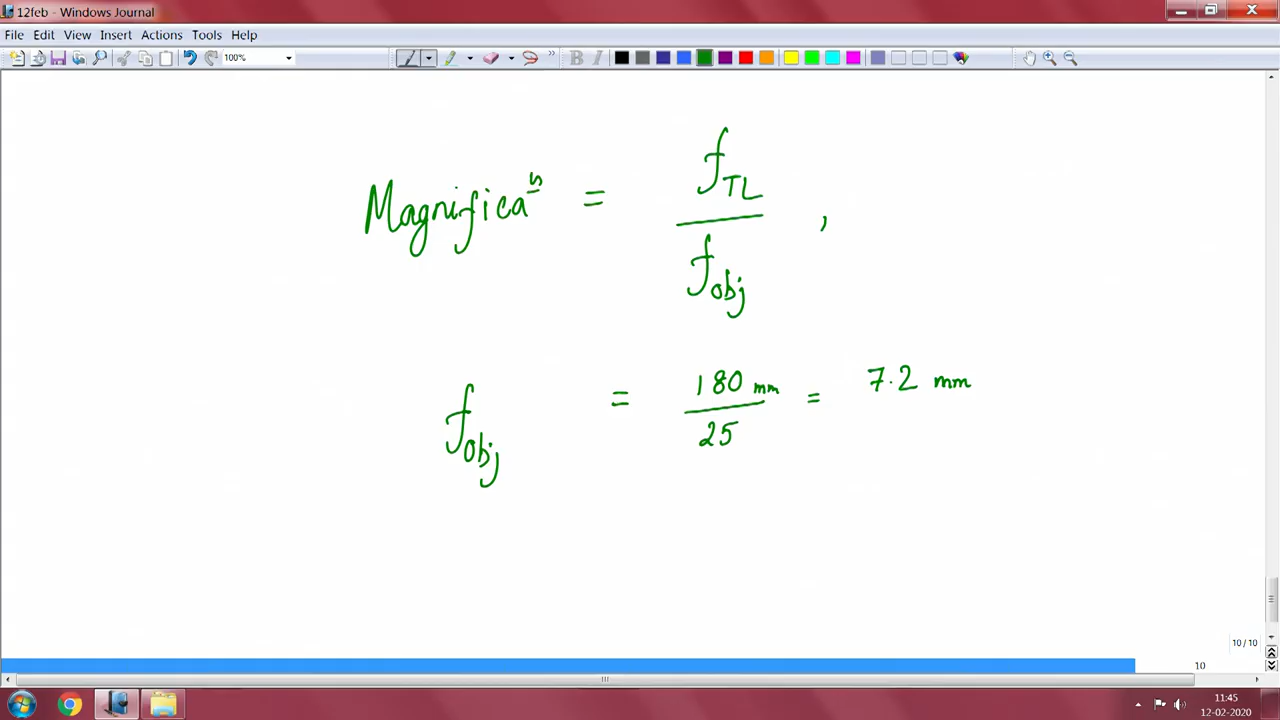 12feb - Windows Journal
File Edit View Insert Actions Tools Help
100% B I
Magnificaⁿ = f_TL / f_obj ,
f_obj = 180 mm / 25 = 7.2 mm
10 / 10
10
11:45
12-02-2020